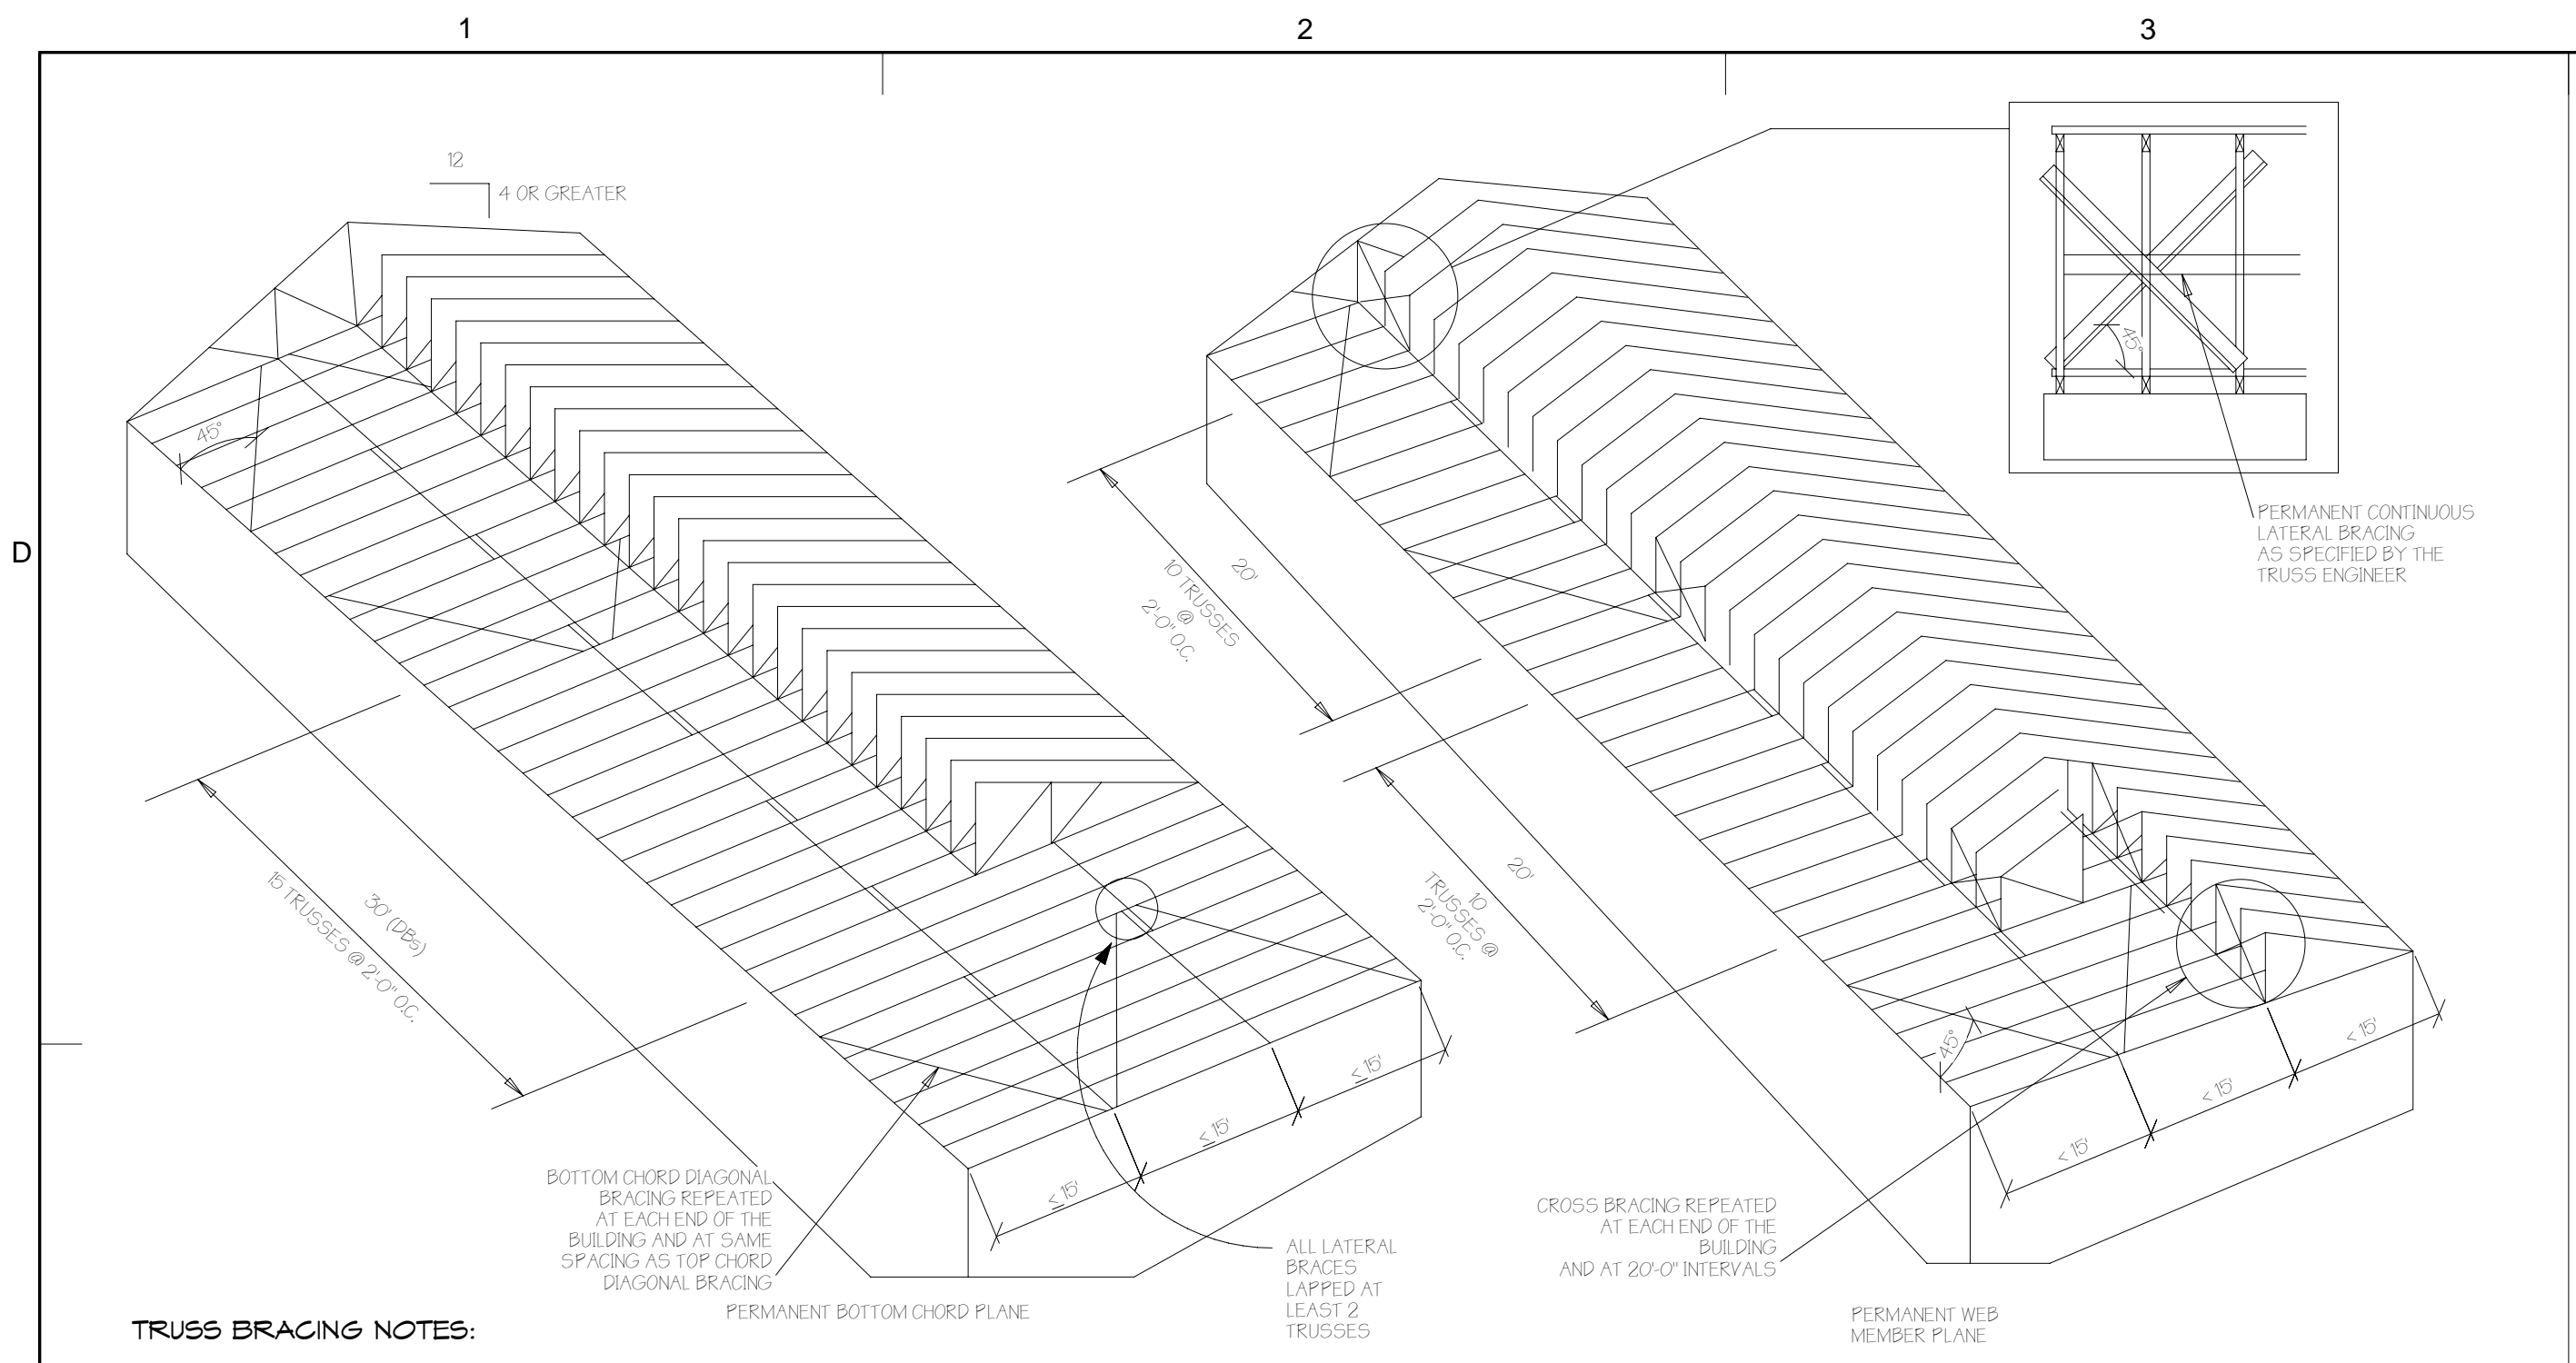 1
2
3
D
12
4 OR GREATER
45°
30' (DBs)
15 TRUSSES @ 2'-0" O.C.
BOTTOM CHORD DIAGONAL
BRACING REPEATED
AT EACH END OF THE
BUILDING AND AT SAME
SPACING AS TOP CHORD
DIAGONAL BRACING
PERMANENT BOTTOM CHORD PLANE
≤ 15'
≤ 15'
≤ 15'
ALL LATERAL
BRACES
LAPPED AT
LEAST 2
TRUSSES
20'
10 TRUSSES
@
2'-0" O.C.
20'
10
TRUSSES @
2'-0" O.C.
45°
PERMANENT CONTINUOUS
LATERAL BRACING
AS SPECIFIED BY THE
TRUSS ENGINEER
45°
< 15'
< 15'
< 15'
CROSS BRACING REPEATED
AT EACH END OF THE
BUILDING
AND AT 20'-0" INTERVALS
PERMANENT WEB
MEMBER PLANE
TRUSS BRACING NOTES: